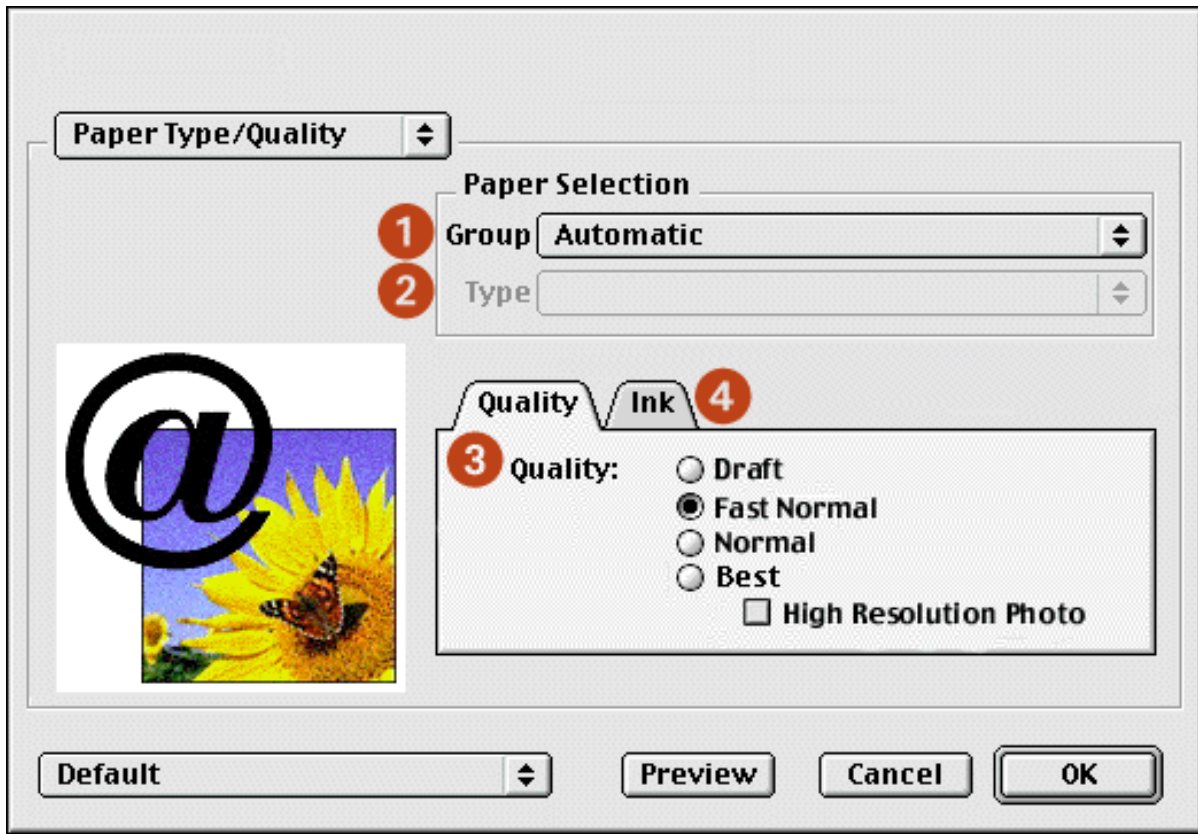 Paper Type/Quality
Paper Selection
1 Group Automatic
2 Type
Quality Ink 4
3 Quality: Draft
Fast Normal
Normal
Best
High Resolution Photo
@
Default Preview Cancel OK